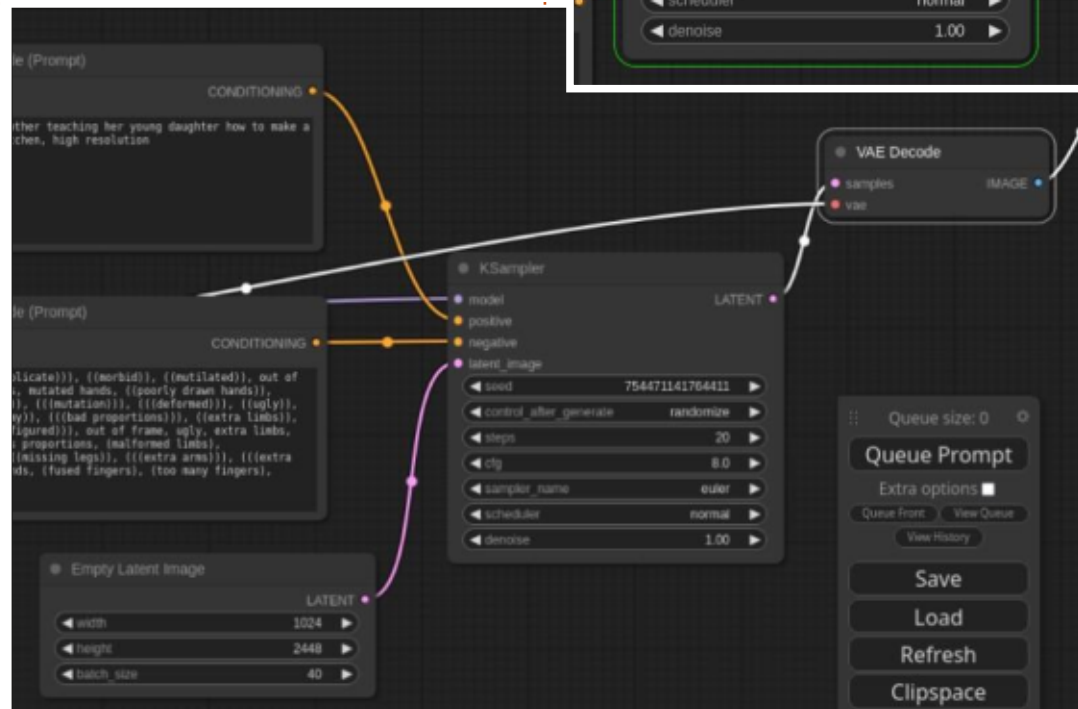 scheduler normal
denoise 1.00
de (Prompt)
CONDITIONING
other teaching her young daughter how to make a
chen, high resolution
VAE Decode
samples IMAGE
vae
KSampler
model LATENT
positive
negative
latent_image
seed 754471141764411
control_after_generate randomize
steps 20
cfg 8.0
sampler_name euler
scheduler normal
denoise 1.00
de (Prompt)
CONDITIONING
licate))), ((morbid)), ((mutilated)), out of
, mutated hands, ((poorly drawn hands)),
), (((mutation))), (((deformed))), ((ugly)),
y)), (((bad proportions))), ((extra limbs)),
figured))), out of frame, ugly, extra limbs,
proportions, (malformed limbs),
((missing legs)), (((extra arms))), (((extra
ds, (fused fingers), (too many fingers),
Empty Latent Image
LATENT
width 1024
height 2448
batch_size 40
Queue size: 0
Queue Prompt
Extra options
Queue Front View Queue
View History
Save
Load
Refresh
Clipspace